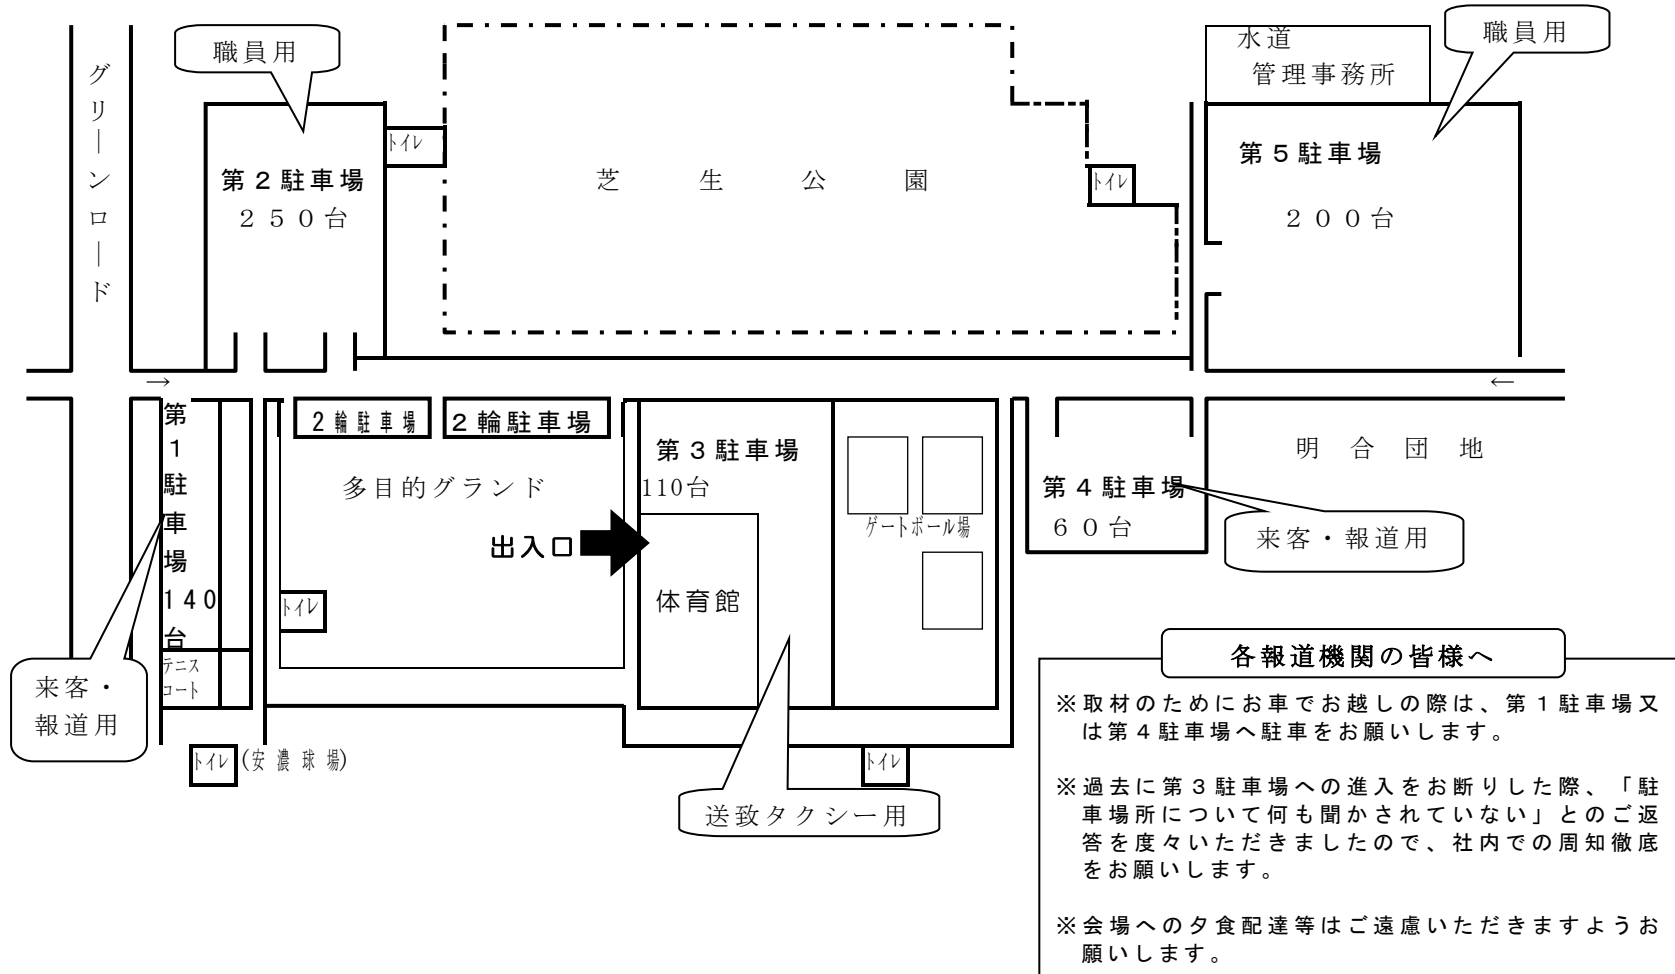 職員用
水道
管理事務所
職員用
グリーンロード
トイレ
第２駐車場
２５０台
芝生公園
トイレ
第５駐車場
２００台
→
←
第１駐車場140台
２輪駐車場
２輪駐車場
多目的グランド
出入口
トイレ
第３駐車場
110台
体育館
ゲートボール場
第４駐車場
６０台
明合団地
来客・報道用
テニス
コート
来客・
報道用
トイレ
(安濃球場)
トイレ
送致タクシー用
各報道機関の皆様へ
※取材のためにお車でお越しの際は、第１駐車場又
は第４駐車場へ駐車をお願いします。
※過去に第３駐車場への進入をお断りした際、「駐
車場所について何も聞かされていない」とのご返
答を度々いただきましたので、社内での周知徹底
をお願いします。
※会場への夕食配達等はご遠慮いただきますようお
願いします。